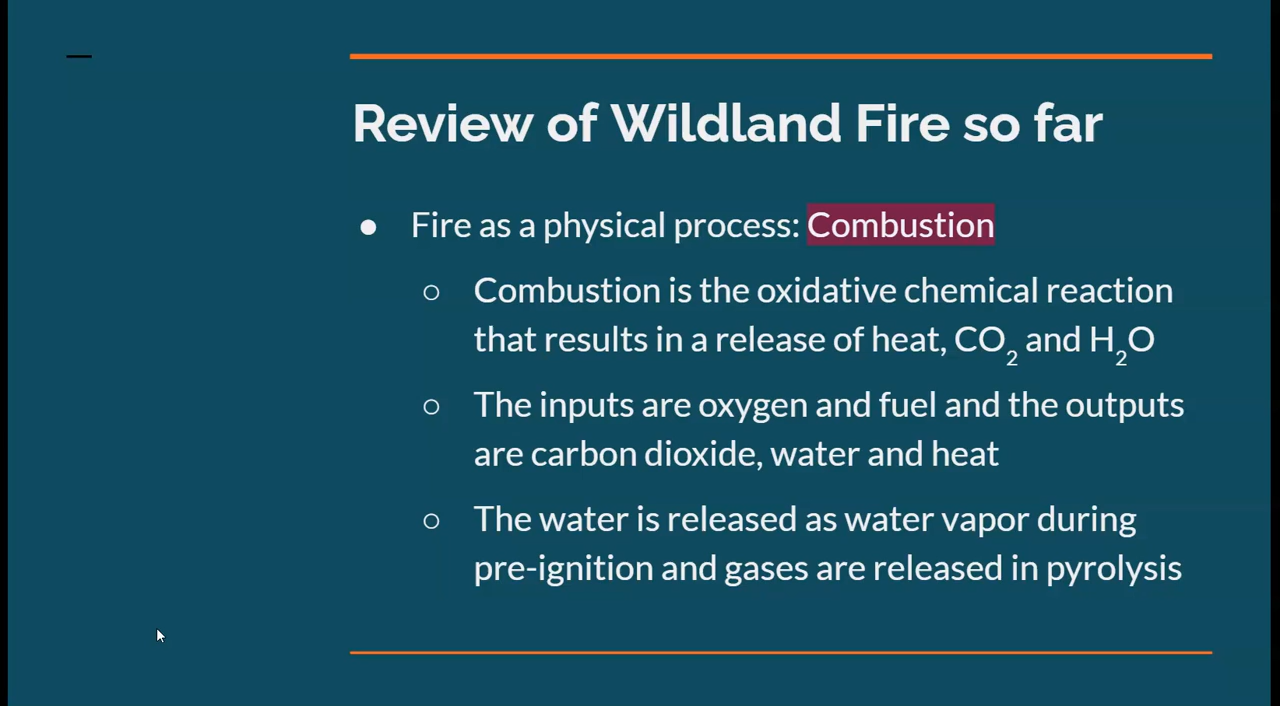 Review of Wildland Fire so far
● Fire as a physical process: Combustion
○ Combustion is the oxidative chemical reaction
that results in a release of heat, CO₂ and H₂O
○ The inputs are oxygen and fuel and the outputs
are carbon dioxide, water and heat
○ The water is released as water vapor during
pre-ignition and gases are released in pyrolysis